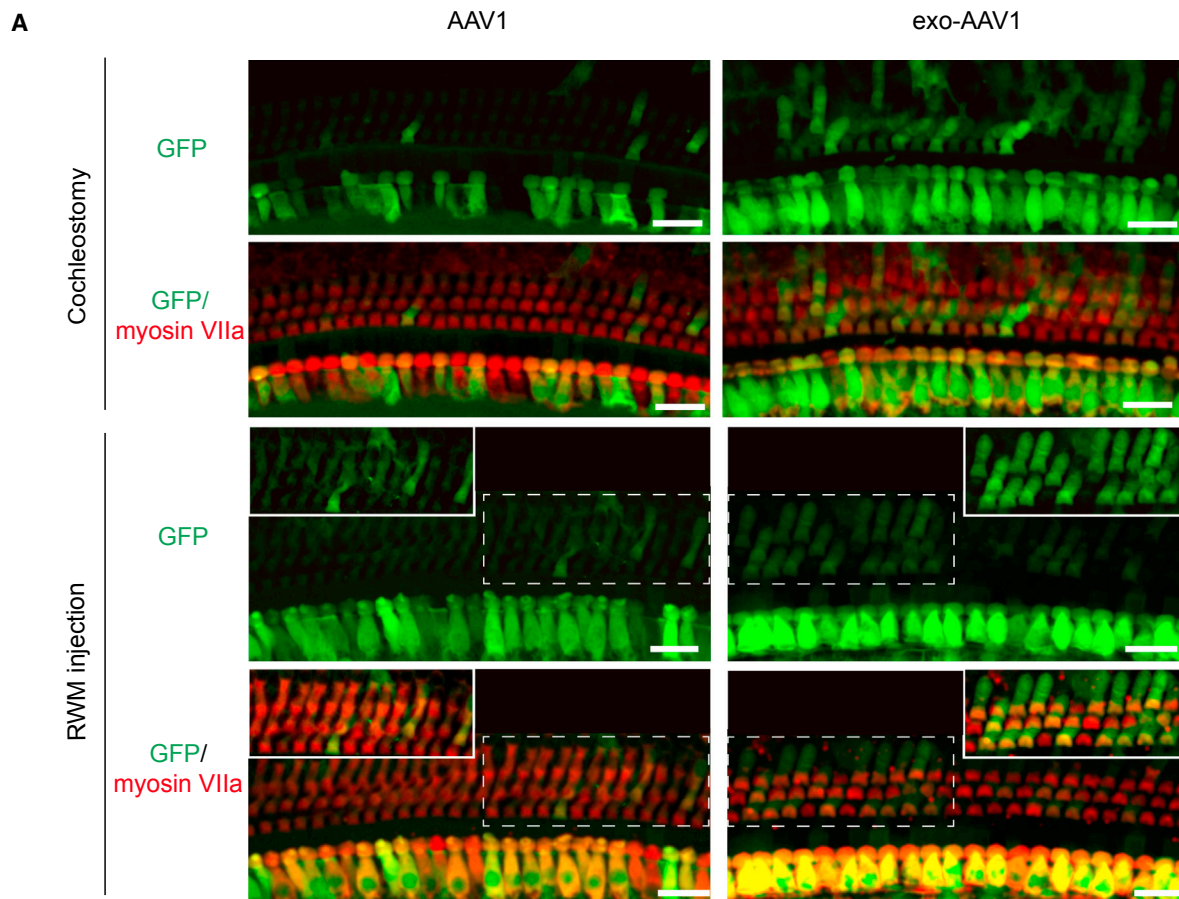 A
AAV1
exo-AAV1
Cochleostomy
GFP
GFP/
myosin VIIa
RWM injection
GFP
GFP/
myosin VIIa